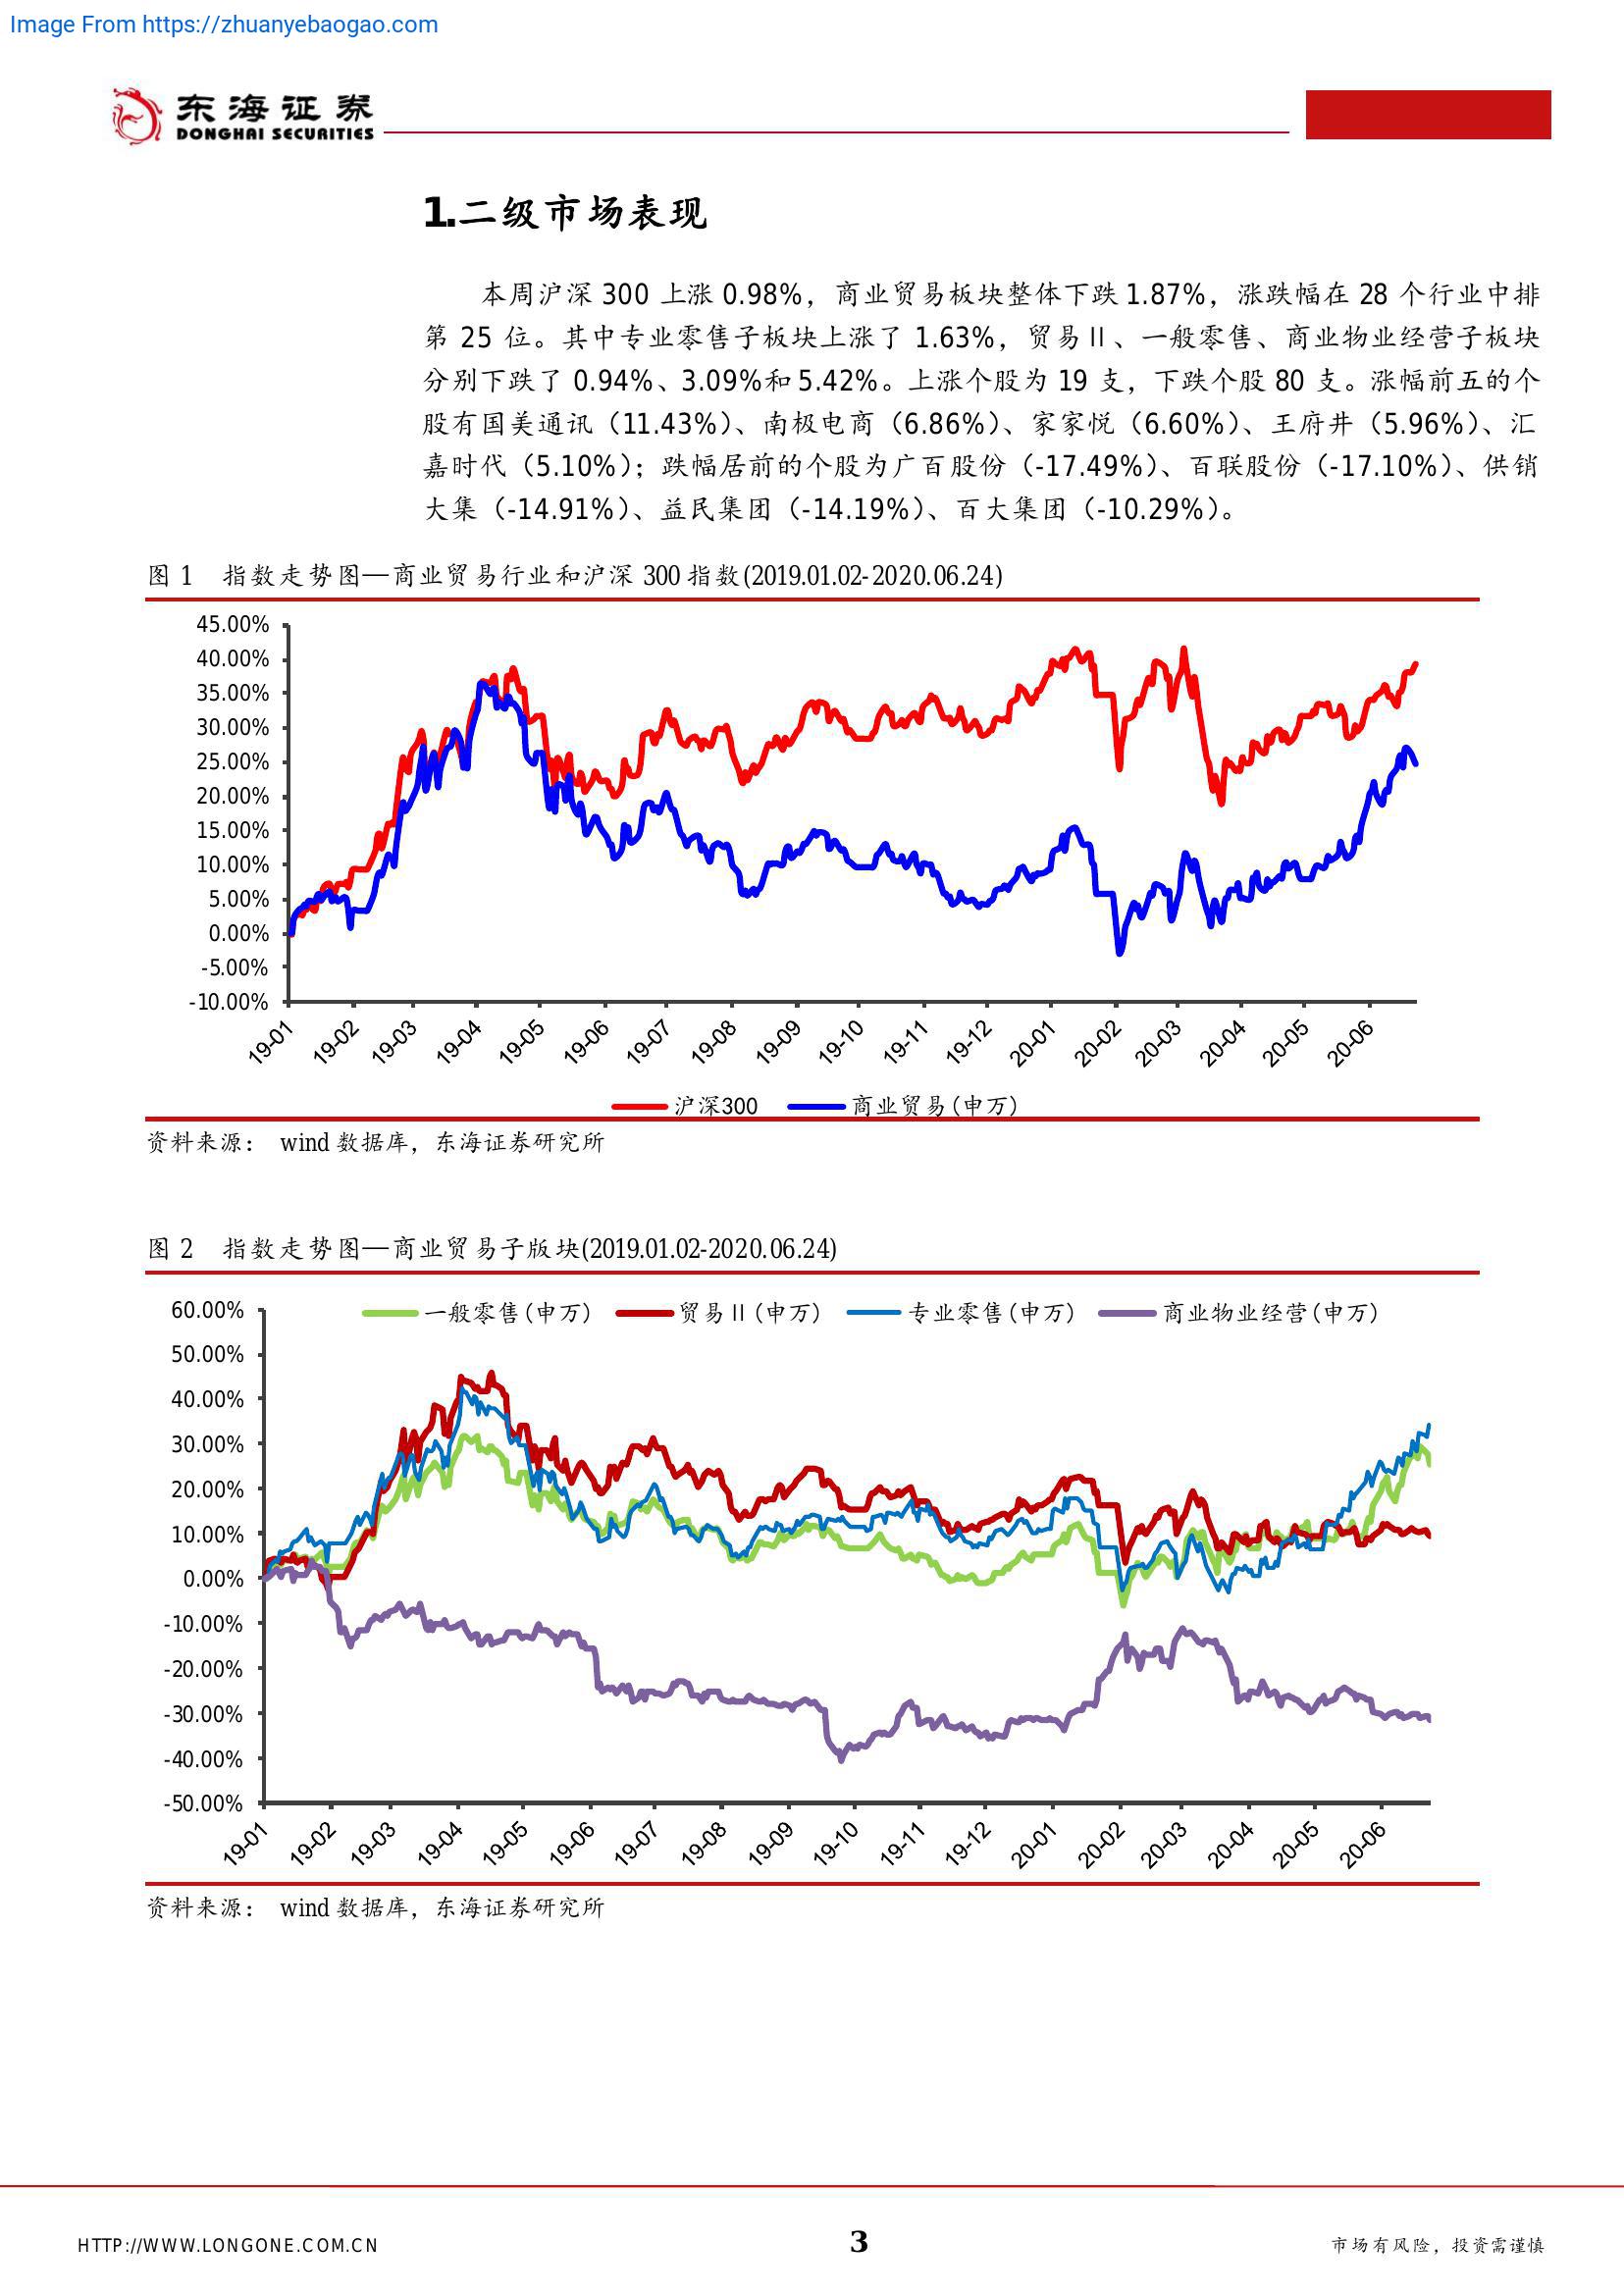 Image From https://zhuanyebaogao.com
东海证券
DONGHAI SECURITIES
1.二级市场表现
本周沪深 300 上涨 0.98%，商业贸易板块整体下跌 1.87%，涨跌幅在 28 个行业中排
第 25 位。其中专业零售子板块上涨了 1.63%，贸易Ⅱ、一般零售、商业物业经营子板块
分别下跌了 0.94%、3.09%和 5.42%。上涨个股为 19 支，下跌个股 80 支。涨幅前五的个
股有国美通讯（11.43%）、南极电商（6.86%）、家家悦（6.60%）、王府井（5.96%）、汇
嘉时代（5.10%）；跌幅居前的个股为广百股份（-17.49%）、百联股份（-17.10%）、供销
大集（-14.91%）、益民集团（-14.19%）、百大集团（-10.29%）。
图 1 指数走势图—商业贸易行业和沪深 300 指数(2019.01.02-2020.06.24)
45.00%
40.00%
35.00%
30.00%
25.00%
20.00%
15.00%
10.00%
5.00%
0.00%
-5.00%
-10.00%
19-01 19-02 19-03 19-04 19-05 19-06 19-07 19-08 19-09 19-10 19-11 19-12 20-01 20-02 20-03 20-04 20-05 20-06
沪深300 商业贸易(申万)
资料来源： wind 数据库，东海证券研究所
图 2 指数走势图—商业贸易子版块(2019.01.02-2020.06.24)
一般零售(申万) 贸易Ⅱ(申万) 专业零售(申万) 商业物业经营(申万)
60.00%
50.00%
40.00%
30.00%
20.00%
10.00%
0.00%
-10.00%
-20.00%
-30.00%
-40.00%
-50.00%
19-01 19-02 19-03 19-04 19-05 19-06 19-07 19-08 19-09 19-10 19-11 19-12 20-01 20-02 20-03 20-04 20-05 20-06
资料来源： wind 数据库，东海证券研究所
HTTP://WWW.LONGONE.COM.CN
3
市场有风险，投资需谨慎